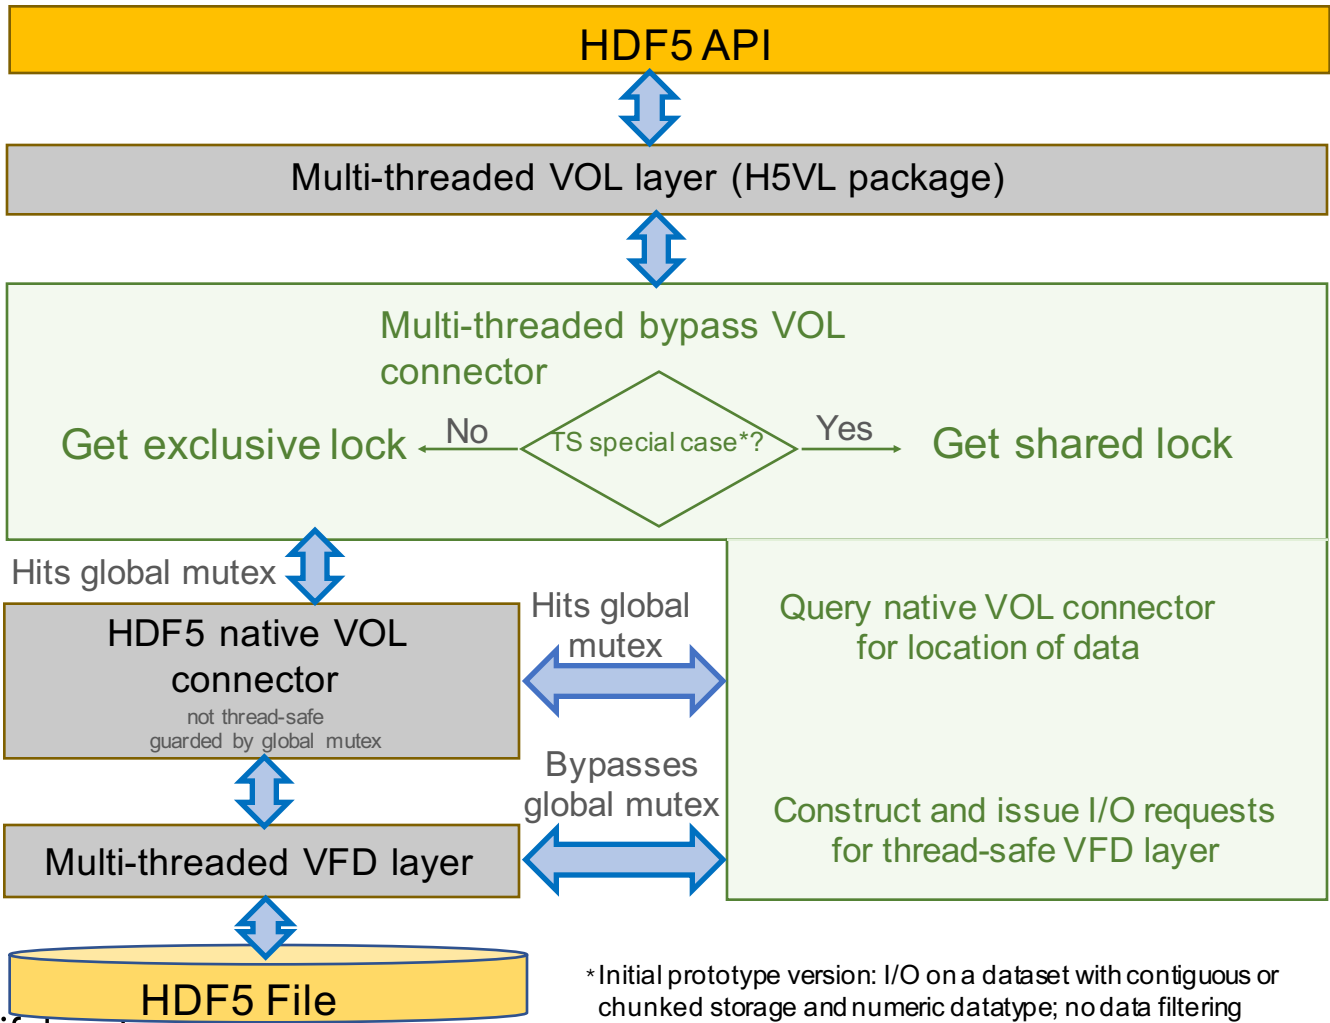 HDF5 API
Multi-threaded VOL layer (H5VL package)
Multi-threaded bypass VOL
connector
Get exclusive lock
No
TS special case*?
Yes
Get shared lock
Hits global mutex
HDF5 native VOL
connector
not thread-safe
guarded by global mutex
Hits global
mutex
Query native VOL connector
for location of data
Bypasses
global mutex
Construct and issue I/O requests
for thread-safe VFD layer
Multi-threaded VFD layer
HDF5 File
*Initial prototype version: I/O on a dataset with contiguous or
chunked storage and numeric datatype; no data filtering